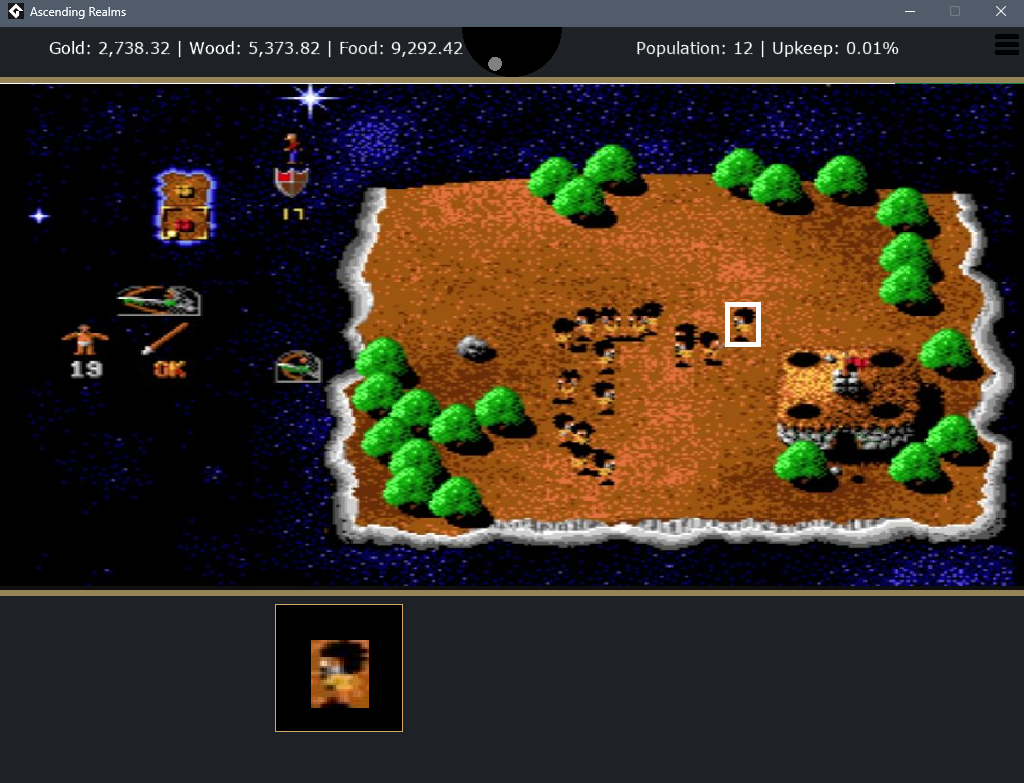 Ascending Realms
Gold: 2,738.32 | Wood: 5,373.82 | Food: 9,292.42
Population: 12 | Upkeep: 0.01%
17
19
OK